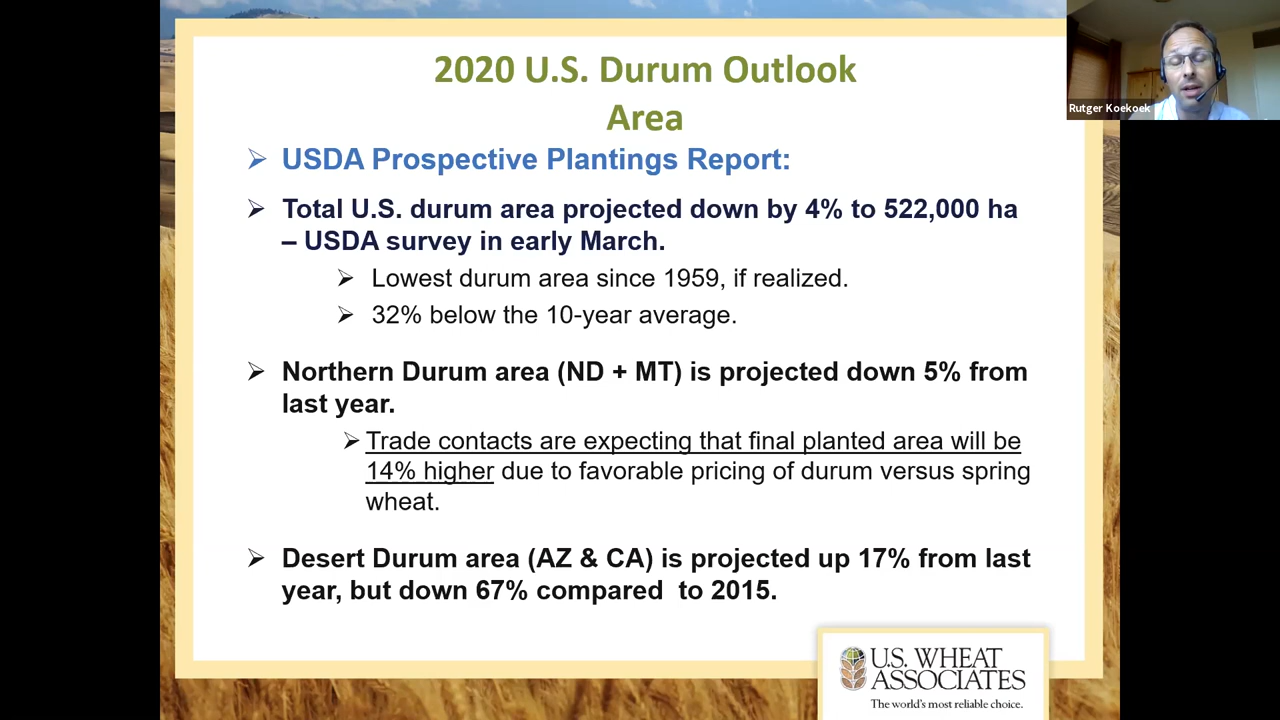 2020 U.S. Durum Outlook
Area
USDA Prospective Plantings Report:
Total U.S. durum area projected down by 4% to 522,000 ha
– USDA survey in early March.
Lowest durum area since 1959, if realized.
32% below the 10-year average.
Northern Durum area (ND + MT) is projected down 5% from
last year.
Trade contacts are expecting that final planted area will be
14% higher due to favorable pricing of durum versus spring
wheat.
Desert Durum area (AZ & CA) is projected up 17% from last
year, but down 67% compared  to 2015.
U.S. WHEAT
ASSOCIATES
The world's most reliable choice.
Rutger Koekoek